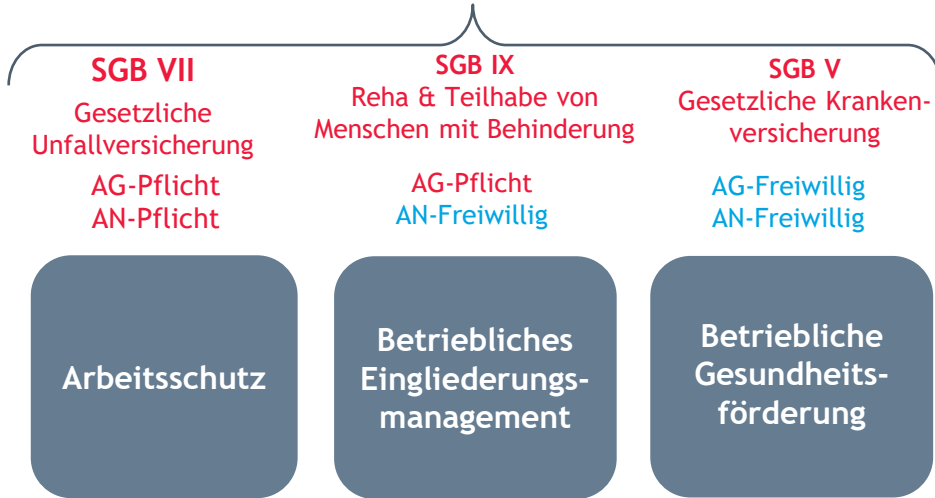 SGB VII
Gesetzliche
Unfallversicherung
AG-Pflicht
AN-Pflicht
Arbeitsschutz
SGB IX
Reha & Teilhabe von
Menschen mit Behinderung
AG-Pflicht
AN-Freiwillig
Betriebliches
Eingliederungs-
management
SGB V
Gesetzliche Kranken-
versicherung
AG-Freiwillig
AN-Freiwillig
Betriebliche
Gesundheits-
förderung